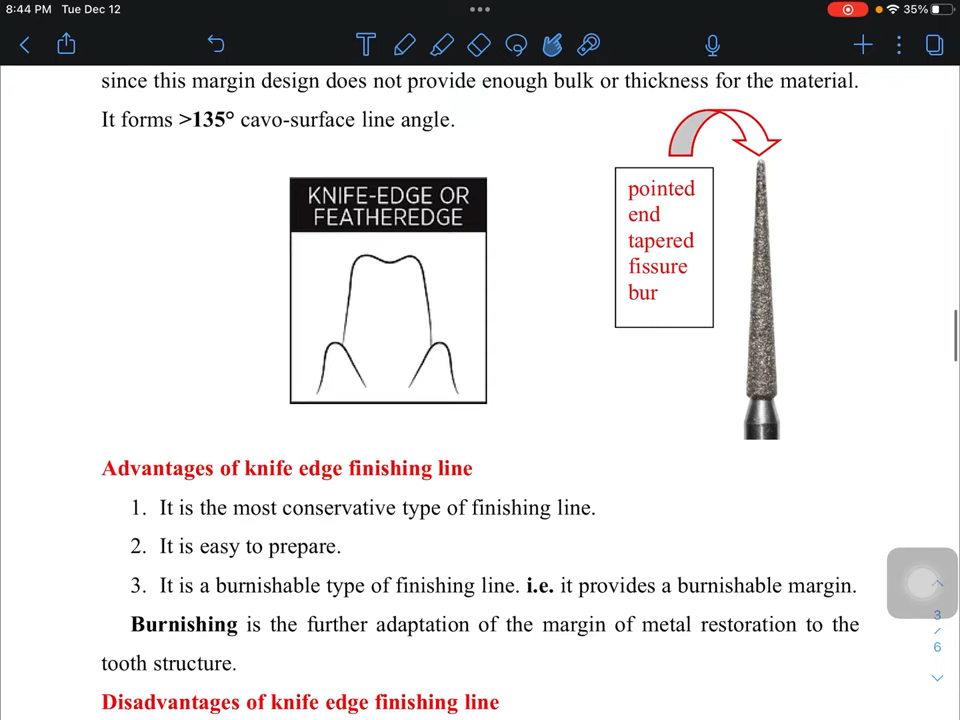 8:44 PM Tue Dec 12
35%
since this margin design does not provide enough bulk or thickness for the material.
It forms >135° cavo-surface line angle.
KNIFE-EDGE OR
FEATHEREDGE
pointed
end
tapered
fissure
bur
Advantages of knife edge finishing line
1. It is the most conservative type of finishing line.
2. It is easy to prepare.
3. It is a burnishable type of finishing line. i.e. it provides a burnishable margin.
Burnishing is the further adaptation of the margin of metal restoration to the
tooth structure.
Disadvantages of knife edge finishing line
3
/
6